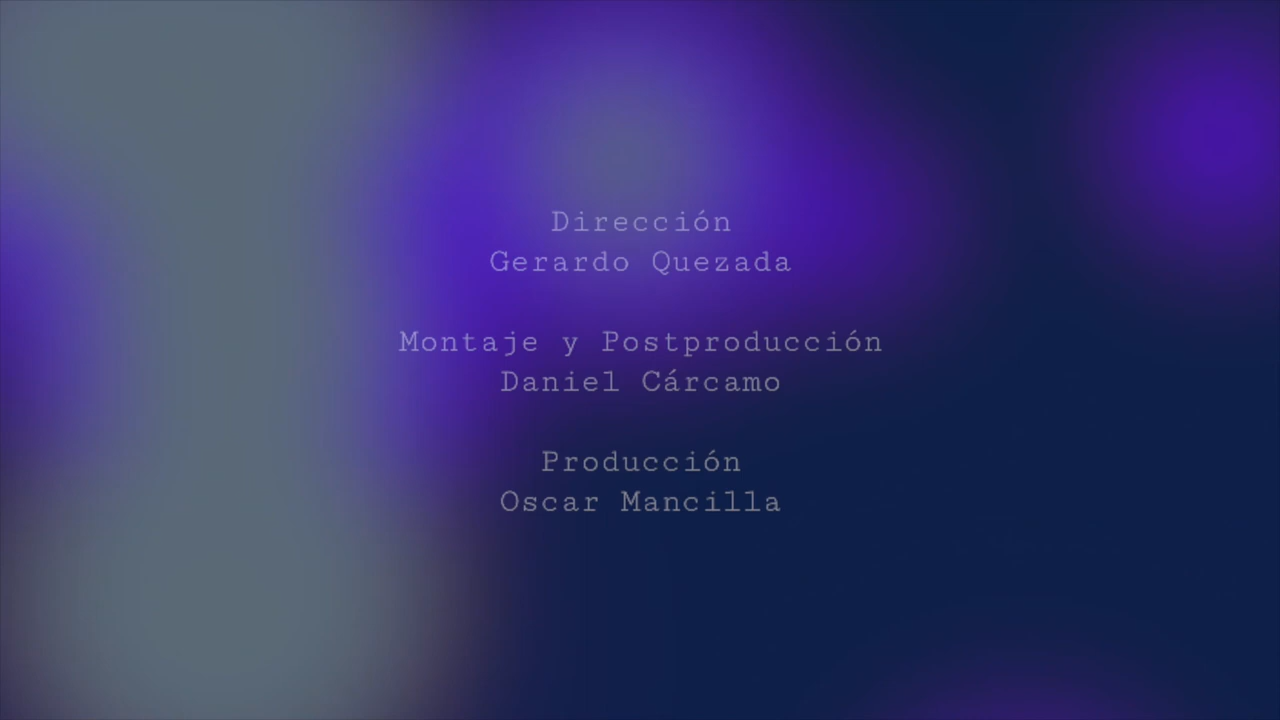 Dirección
Gerardo Quezada
Montaje y Postproducción
Daniel Cárcamo
Producción
Oscar Mancilla